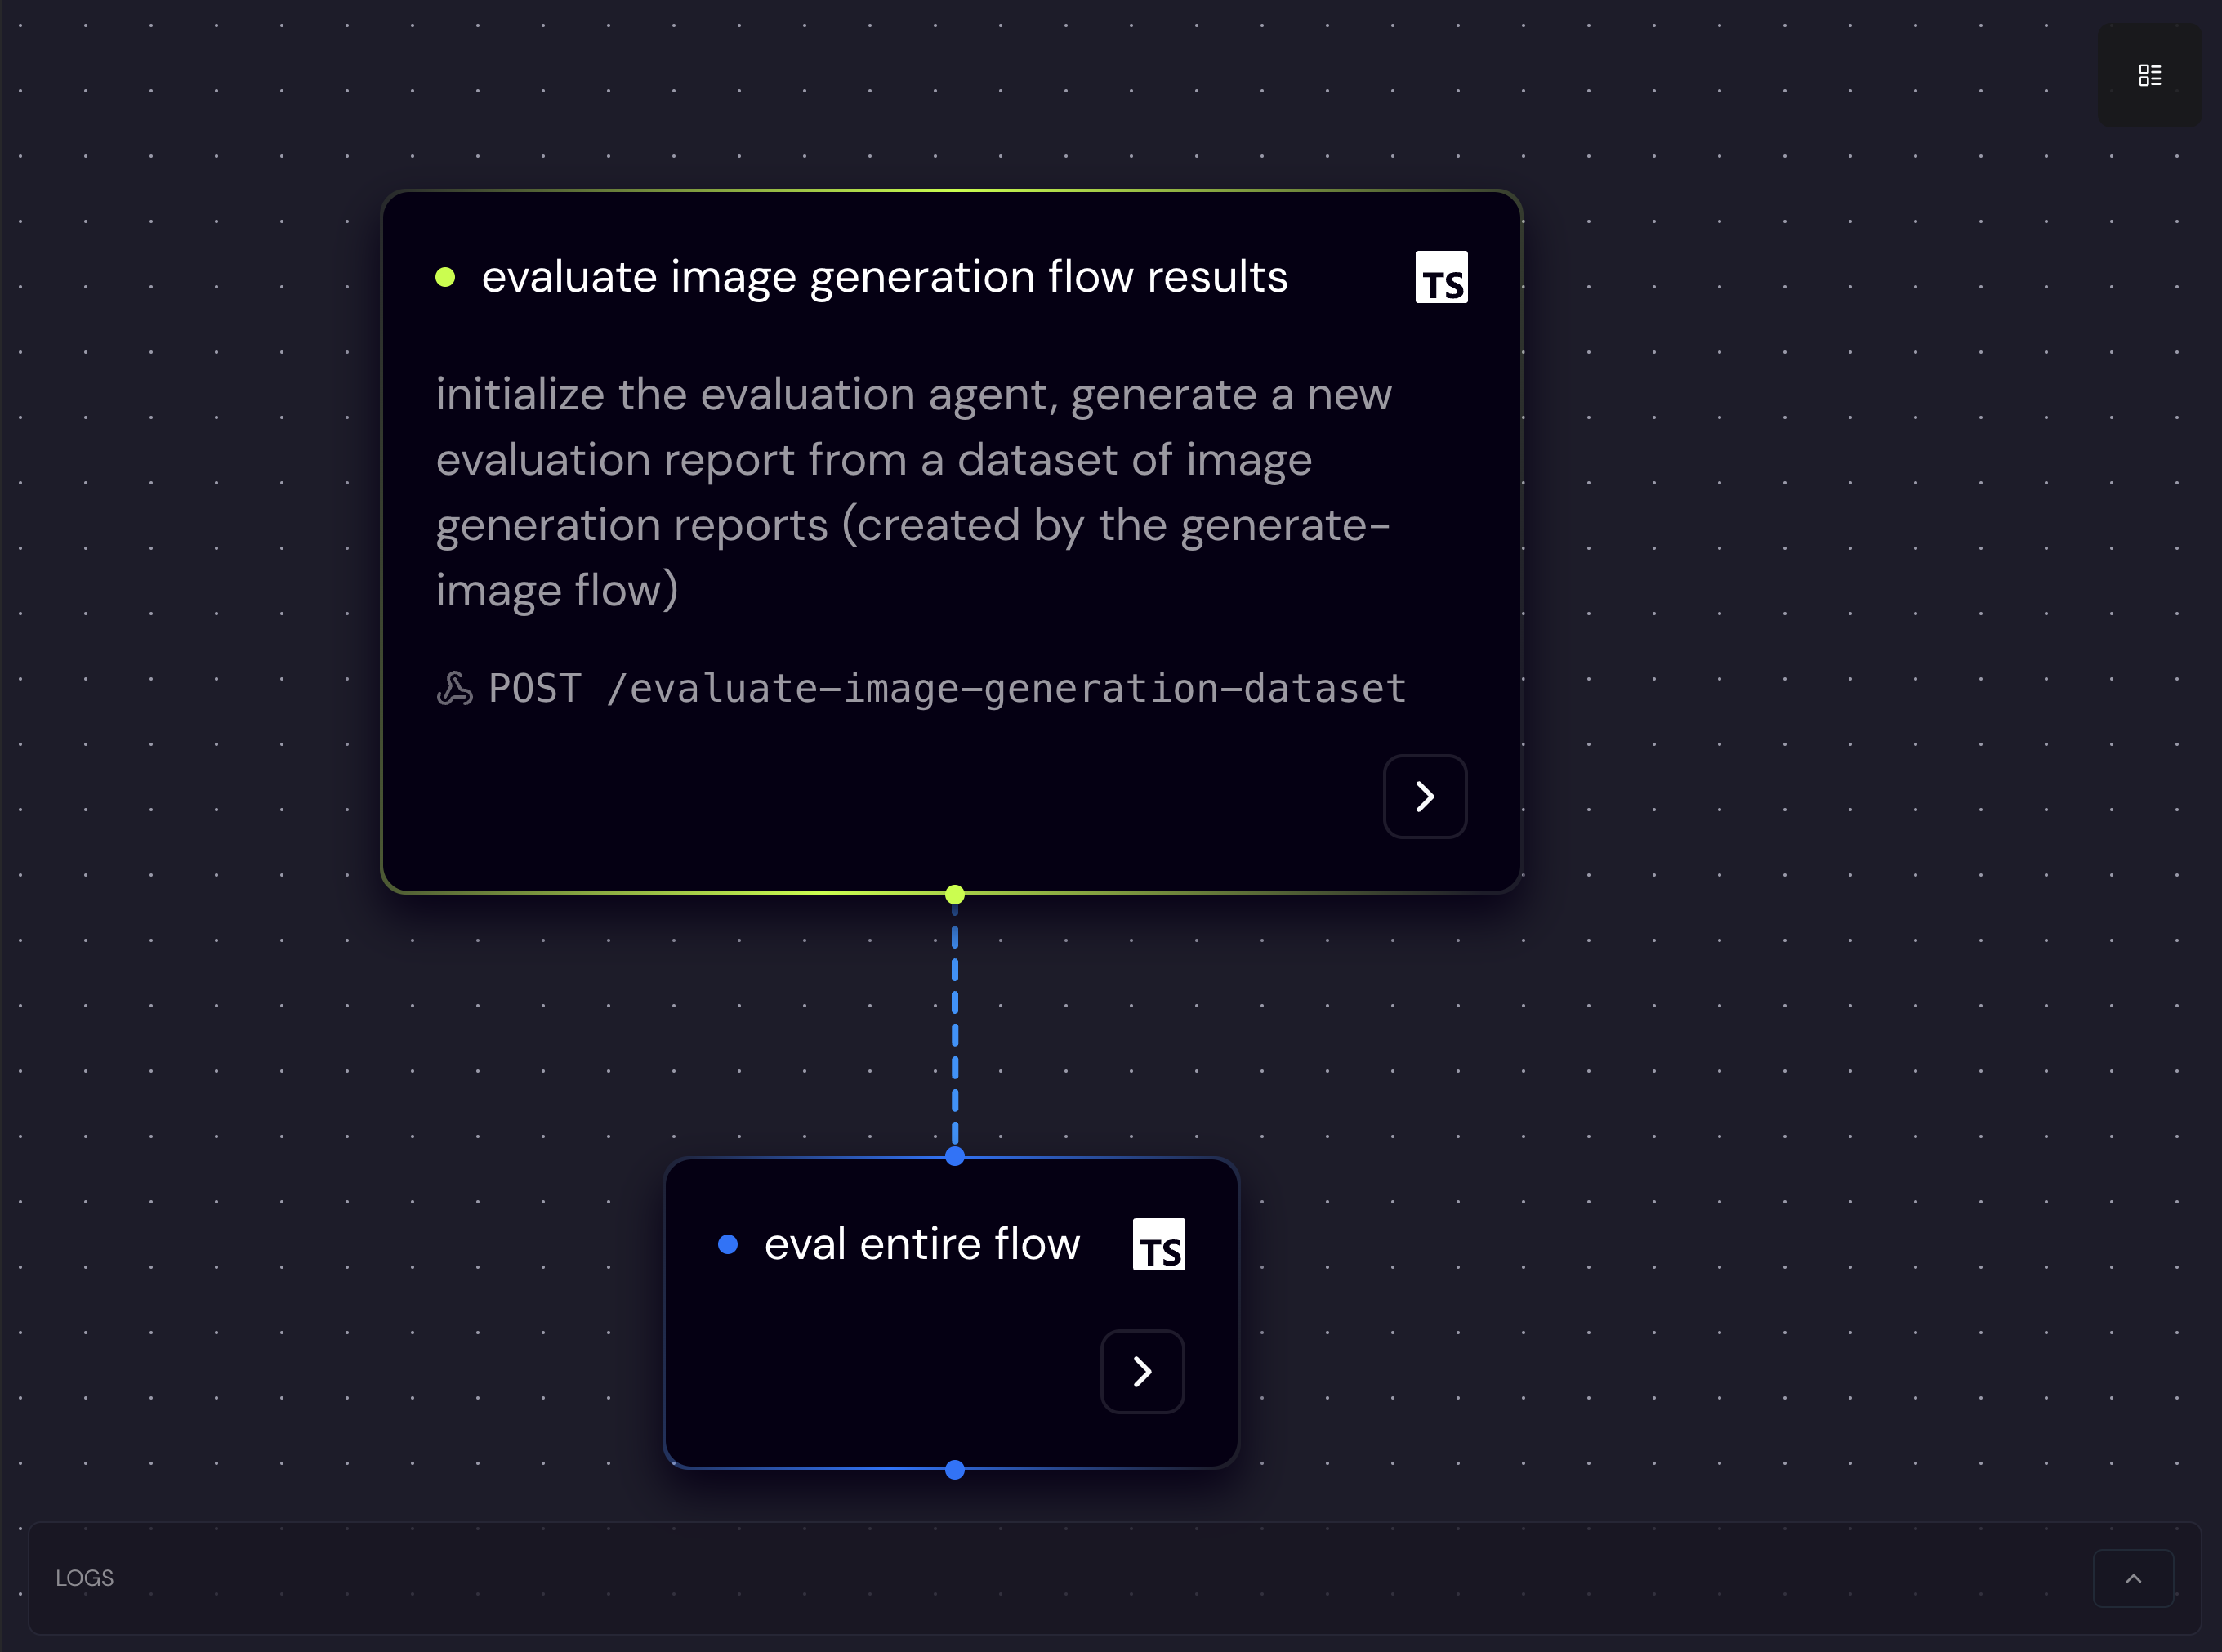 evaluate image generation flow results
TS
initialize the evaluation agent, generate a new
evaluation report from a dataset of image
generation reports (created by the generate-
image flow)
POST /evaluate-image-generation-dataset
eval entire flow
TS
LOGS